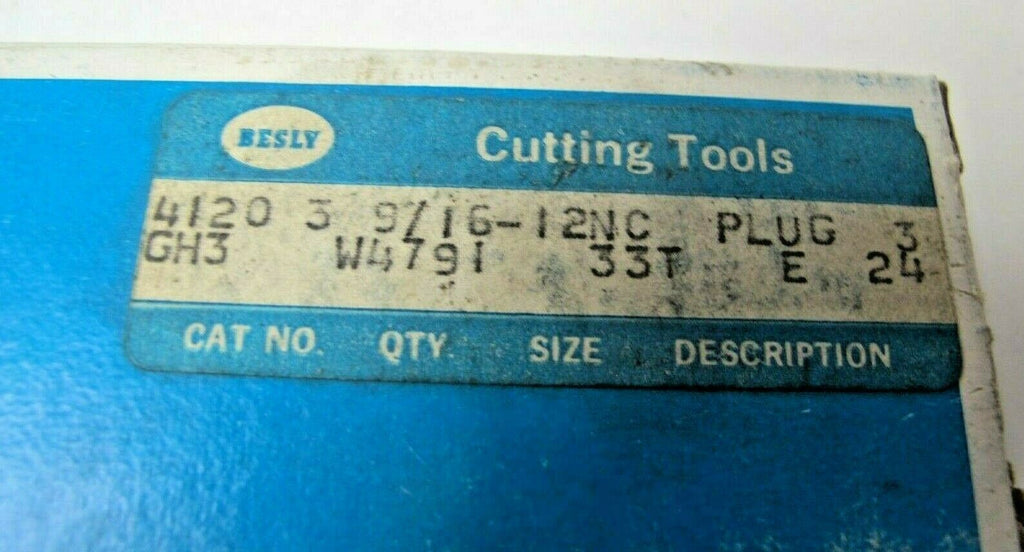 BESLY Cutting Tools
4120 3 9/16-12NC PLUG 3
GH3 W4791 33T E 24
CAT NO. QTY. SIZE DESCRIPTION